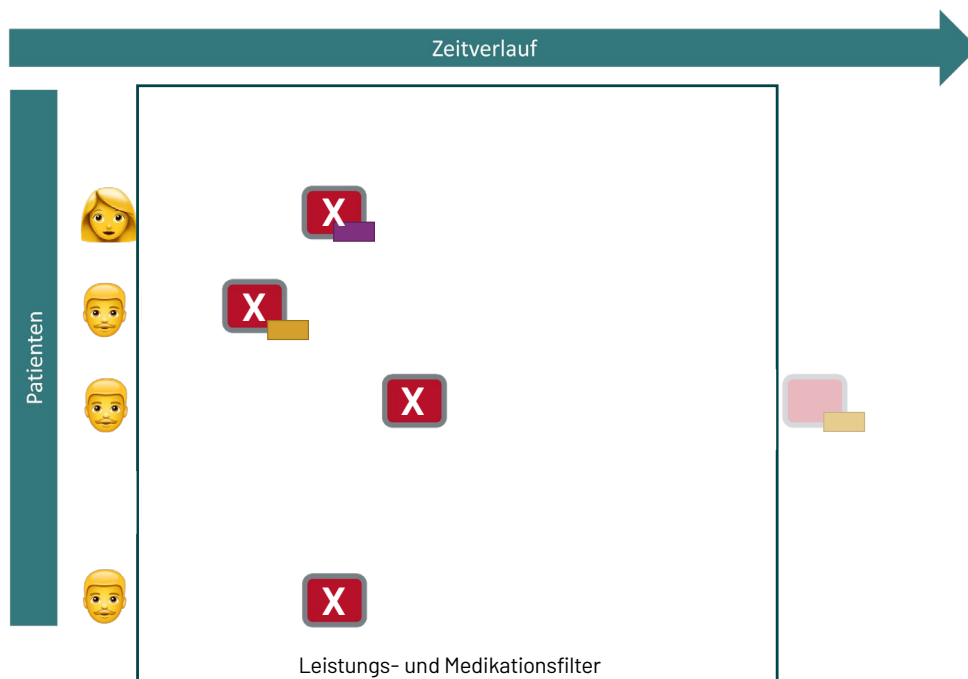 Zeitverlauf
Patienten
X
X
X
X
Leistungs- und Medikationsfilter